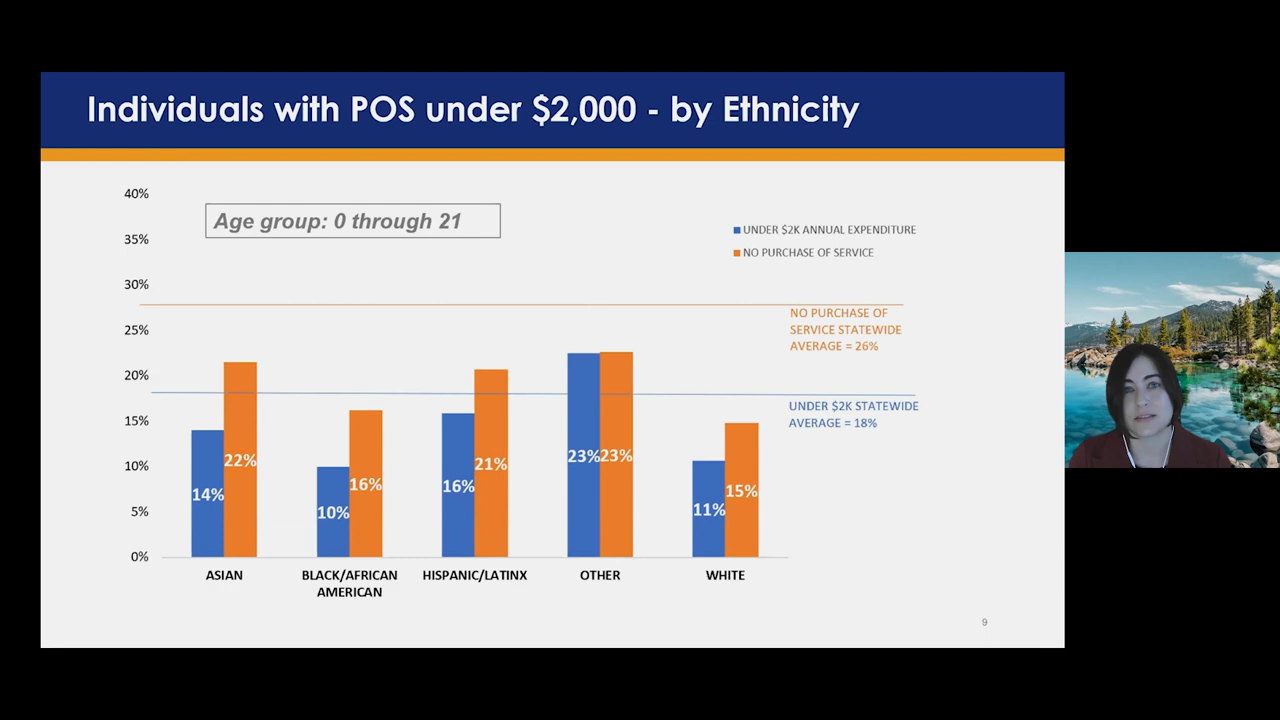 Individuals with POS under $2,000 - by Ethnicity
40%
Age group: 0 through 21
35%
UNDER $2K ANNUAL EXPENDITURE
NO PURCHASE OF SERVICE
30%
25%
NO PURCHASE OF
SERVICE STATEWIDE
AVERAGE = 26%
20%
UNDER $2K STATEWIDE
AVERAGE = 18%
15%
10%
5%
0%
14%
22%
10%
16%
16%
21%
23%
23%
11%
15%
ASIAN
BLACK/AFRICAN
AMERICAN
HISPANIC/LATINX
OTHER
WHITE
9